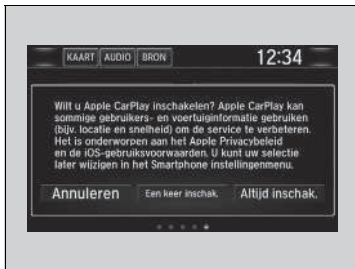 KAART AUDIO BRON 12:34
Wilt u Apple CarPlay inschakelen? Apple CarPlay kan
sommige gebruikers- en voertuiginformatie gebruiken
(bijv. locatie en snelheid) om de service te verbeteren.
Het is onderworpen aan het Apple Privacybeleid
en de iOS-gebruiksvoorwaarden. U kunt uw selectie
later wijzigen in het Smartphone instellingenmenu.
Annuleren Een keer inschak. Altijd inschak.